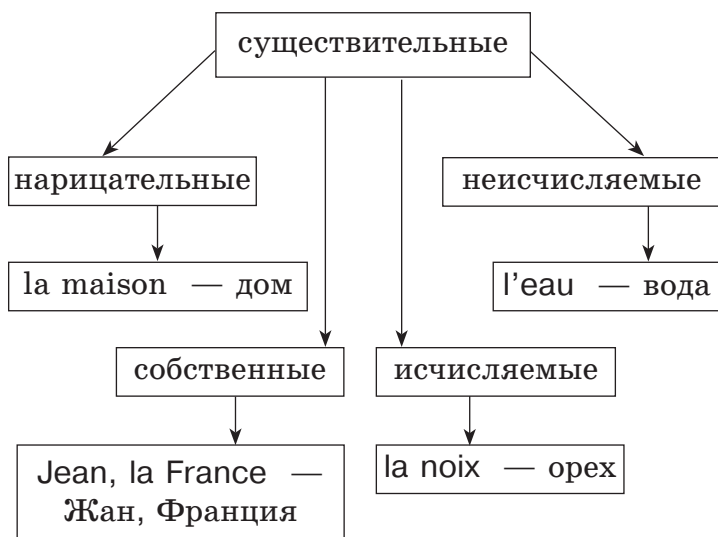 существительные
нарицательные
неисчисляемые
la maison — дом
l'eau — вода
собственные
исчисляемые
Jean, la France —
Жан, Франция
la noix — орех